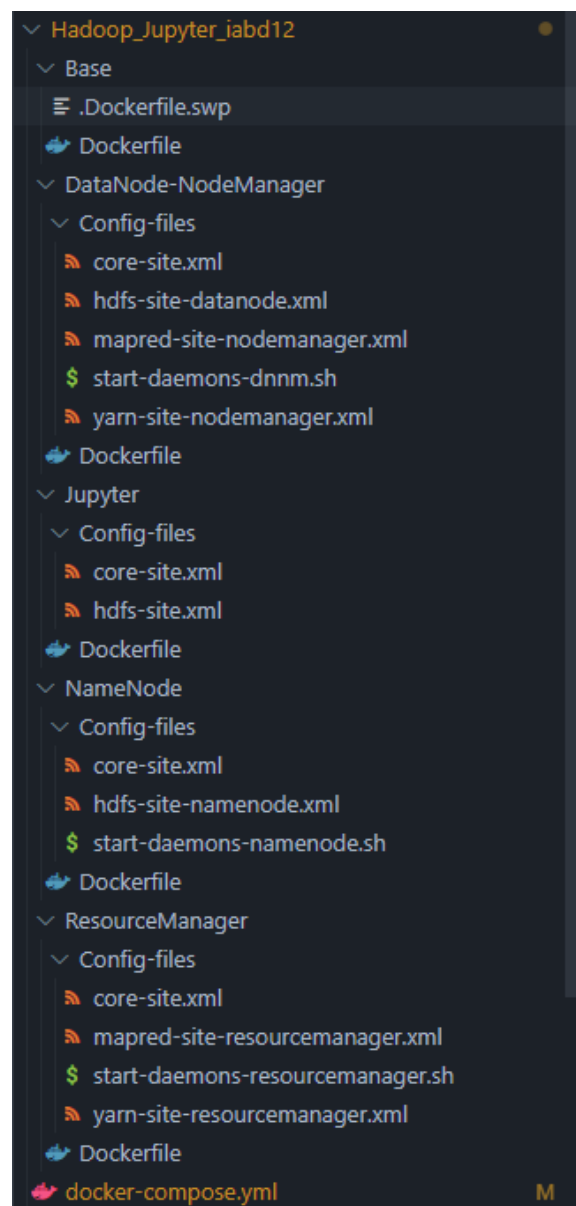 Hadoop_Jupyter_iabd12
Base
.Dockerfile.swp
Dockerfile
DataNode-NodeManager
Config-files
core-site.xml
hdfs-site-datanode.xml
mapred-site-nodemanager.xml
$ start-daemons-dnnm.sh
yarn-site-nodemanager.xml
Dockerfile
Jupyter
Config-files
core-site.xml
hdfs-site.xml
Dockerfile
NameNode
Config-files
core-site.xml
hdfs-site-namenode.xml
$ start-daemons-namenode.sh
Dockerfile
ResourceManager
Config-files
core-site.xml
mapred-site-resourcemanager.xml
$ start-daemons-resourcemanager.sh
yarn-site-resourcemanager.xml
Dockerfile
docker-compose.yml M